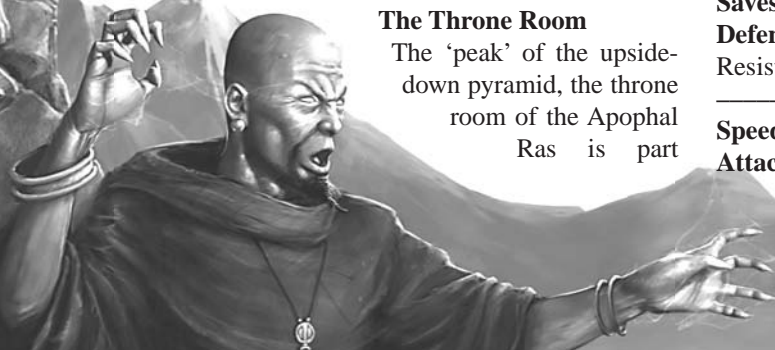 The Throne Room
The ‘peak’ of the upside-
down pyramid, the throne
room of the Apophal
Ras is part
Saves
Defen
Resis
Speed
Attac